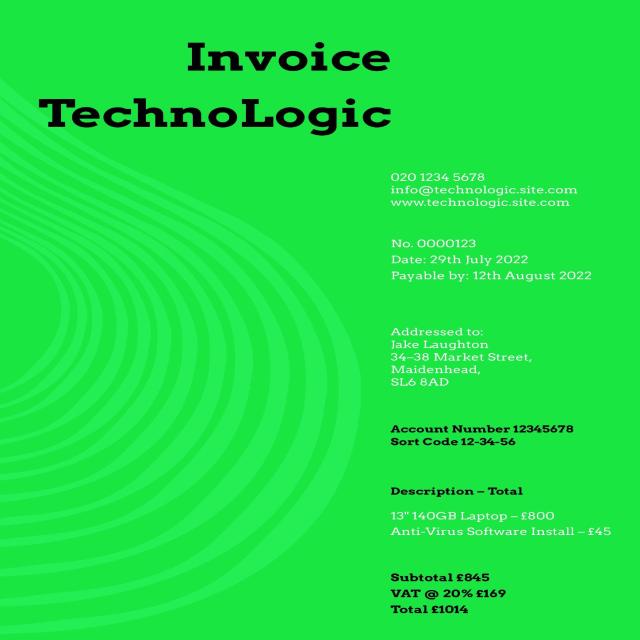 Invoice
TechnoLogic
020 1234 5678
info@technologic.site.com
www.technologic.site.com
No. 0000123
Date: 29th July 2022
Payable by: 12th August 2022
Addressed to:
Jake Laughton
34–38 Market Street,
Maidenhead,
SL6 8AD
Account Number 12345678
Sort Code 12-34-56
Description – Total
13" 140GB Laptop – £800
Anti-Virus Software Install – £45
Subtotal £845
VAT @ 20% £169
Total £1014